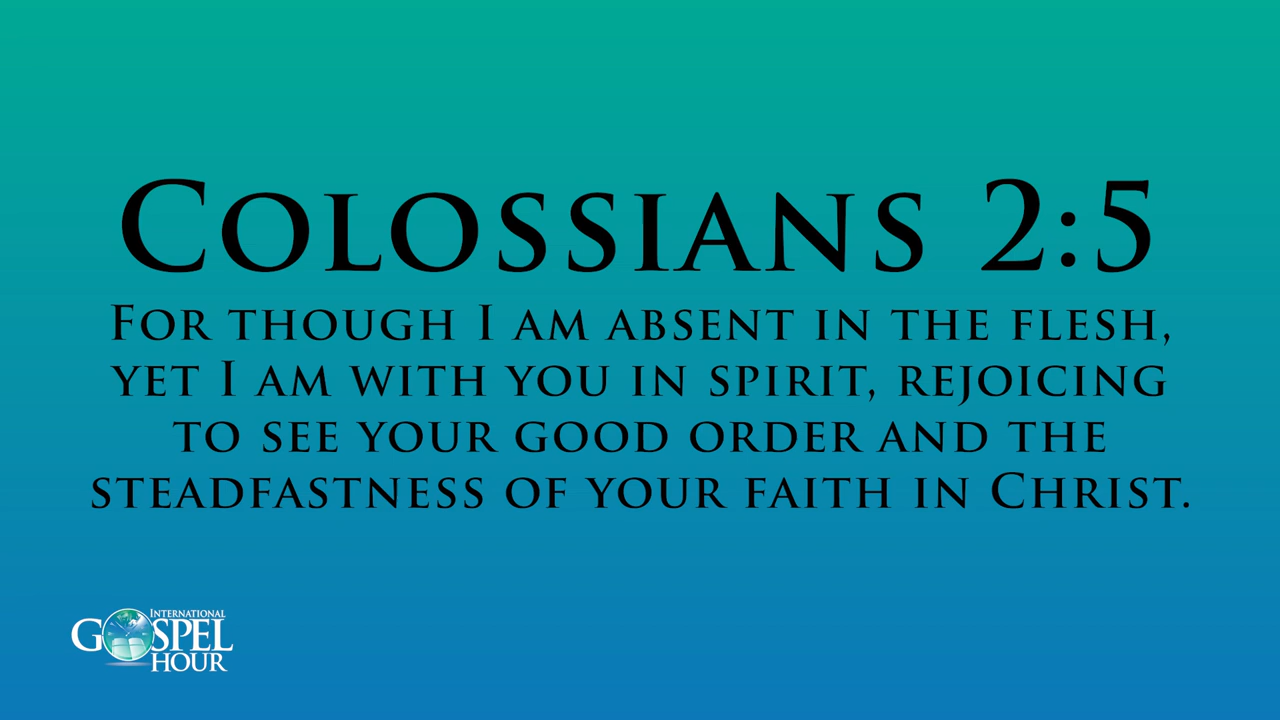 Colossians 2:5
For though I am absent in the flesh,
yet I am with you in spirit, rejoicing
to see your good order and the
steadfastness of your faith in Christ.
International
Gospel
Hour